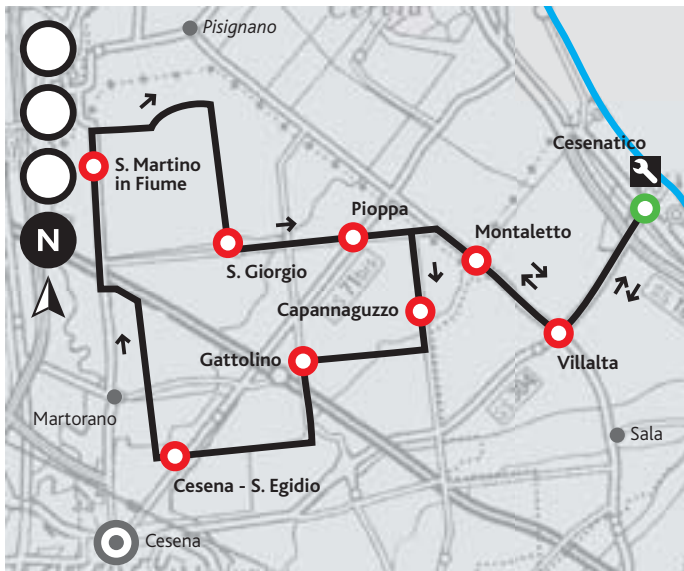 Pisignano
Cesenatico
S. Martino
in Fiume
Pioppa
N
Montaletto
S. Giorgio
Capannaguzzo
Gattolino
Villalta
Martorano
Sala
Cesena - S. Egidio
Cesena